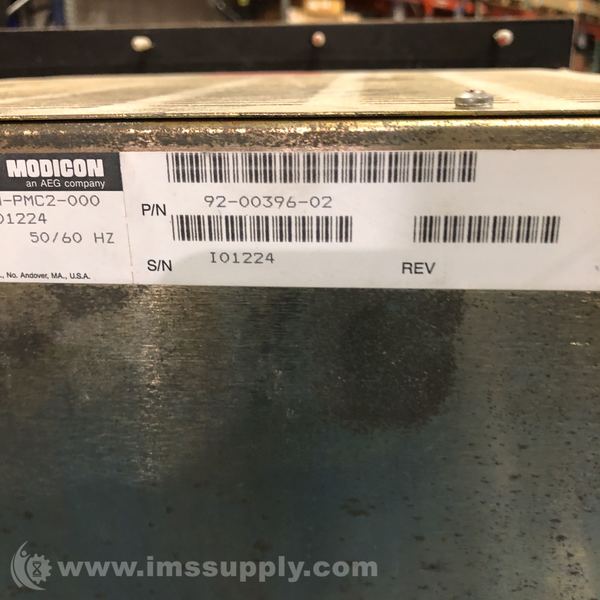 MODICON
an AEG company
-PMC2-000
01224
50/60 HZ
No. Andover, MA., U.S.A.
P/N 92-00396-02
S/N I01224
REV
www.imssupply.com